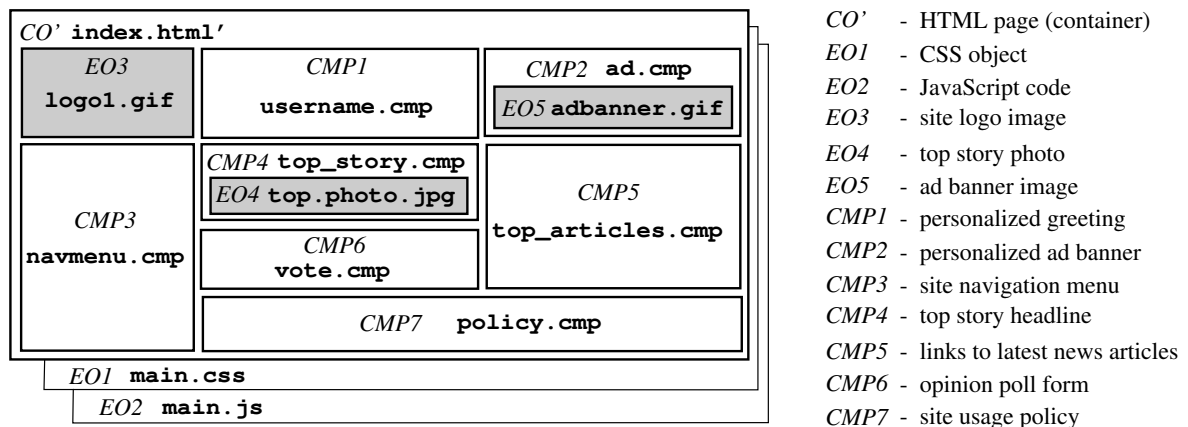 CO' index.html’
EO3
logo1.gif
CMP1
username.cmp
CMP2 ad.cmp
EO5 adbanner.gif
CMP3
navmenu.cmp
CMP4 top_story.cmp
EO4 top.photo.jpg
CMP5
top_articles.cmp
CMP6
vote.cmp
CMP7 policy.cmp
EO1 main.css
EO2 main.js
CO’ - HTML page (container)
EO1 - CSS object
EO2 - JavaScript code
EO3 - site logo image
EO4 - top story photo
EO5 - ad banner image
CMP1 - personalized greeting
CMP2 - personalized ad banner
CMP3 - site navigation menu
CMP4 - top story headline
CMP5 - links to latest news articles
CMP6 - opinion poll form
CMP7 - site usage policy